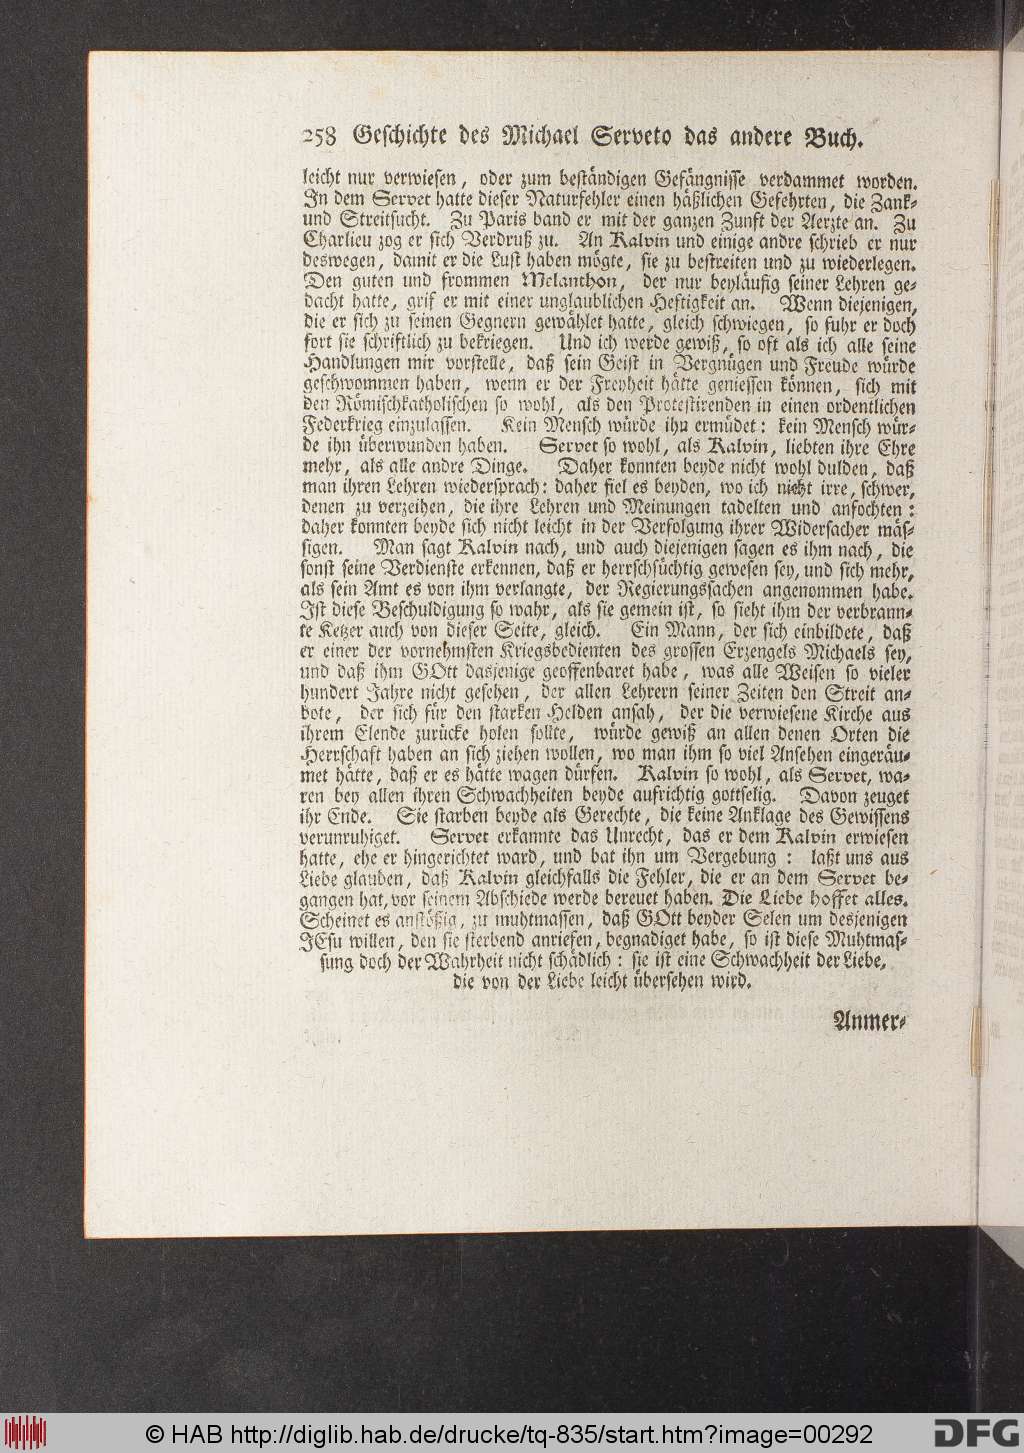 258 Geschichte des Michael Serveto das andere Buch.
leicht nur verwiesen, oder zum beständigen Gefängnisse verdammet worden.
In dem Servet hatte dieser Naturfehler einen häßlichen Gefehrten, die Zank-
und Streitsucht. Zu Paris band er mit der ganzen Zunft der Aerzte an. Zu
Charlieu zog er sich Verdruß zu. An Kalvin und einige andre schrieb er nur
deswegen, damit er die Lust haben mögte, sie zu bestreiten und zu wiederlegen.
Den guten und frommen Melanthon, der nur beyläufig seiner Lehren ge-
dacht hatte, grif er mit einer unglaublichen Heftigkeit an. Wenn diejenigen,
die er sich zu seinen Gegnern gewählet hatte, gleich schwiegen, so fuhr er doch
fort sie schriftlich zu bekriegen. Und ich werde gewiß, so oft als ich alle seine
Handlungen mir vorstelle, daß sein Geist in Vergnügen und Freude würde
geschwommen haben, wenn er der Freyheit hätte geniessen können, sich mit
den Römischkatholischen so wohl, als den Protestirenden in einen ordentlichen
Federkrieg einzulassen. Kein Mensch würde ihn ermüdet: kein Mensch wür-
de ihn überwunden haben. Servet so wohl, als Kalvin, liebten ihre Ehre
mehr, als alle andre Dinge. Daher konnten beyde nicht wohl dulden, daß
man ihren Lehren wiedersprach: daher fiel es beyden, wo ich nicht irre, schwer,
denen zu verzeihen, die ihre Lehren und Meinungen tadelten und anfochten:
daher konnten beyde sich nicht leicht in der Verfolgung ihrer Widersacher mäs-
sigen. Man sagt Kalvin nach, und auch diejenigen sagen es ihm nach, die
sonst seine Verdienste erkennen, daß er herrschsüchtig gewesen sey, und sich mehr,
als sein Amt es von ihm verlangte, der Regierungssachen angenommen habe.
Ist diese Beschuldigung so wahr, als sie gemein ist, so sieht ihm der verbrann-
te Ketzer auch von dieser Seite, gleich. Ein Mann, der sich einbildete, daß
er einer der vornehmsten Kriegsbedienten des grossen Erzengels Michaels sey,
und daß ihm GOtt dasjenige geoffenbaret habe, was alle Weisen so vieler
hundert Jahre nicht gesehen, der allen Lehrern seiner Zeiten den Streit an-
bote, der sich für den starken Helden ansah, der die verwiesene Kirche aus
ihrem Elende zurücke holen sollte, würde gewiß an allen denen Orten die
Herrschaft haben an sich ziehen wollen, wo man ihm so viel Ansehen eingeräu-
met hätte, daß er es hätte wagen dürfen. Kalvin so wohl, als Servet, wa-
ren bey allen ihren Schwachheiten beyde aufrichtig gottselig. Davon zeuget
ihr Ende. Sie starben beyde als Gerechte, die keine Anklage des Gewissens
verunruhiget. Servet erkannte das Unrecht, das er dem Kalvin erwiesen
hatte, ehe er hingerichtet ward, und bat ihn um Vergebung: laßt uns aus
Liebe glauben, daß Kalvin gleichfalls die Fehler, die er an dem Servet be-
gangen hat, vor seinem Abschiede werde bereuet haben. Die Liebe hoffet alles.
Scheinet es anstößig, zu muhtmassen, daß GOtt beyder Selen um desjenigen
JEsu willen, den sie sterbend anriefen, begnadiget habe, so ist diese Muhtmas-
sung doch der Wahrheit nicht schädlich: sie ist eine Schwachheit der Liebe,
die von der Liebe leicht übersehen wird.
Anmer-
© HAB http://diglib.hab.de/drucke/tq-835/start.htm?image=00292
DFG